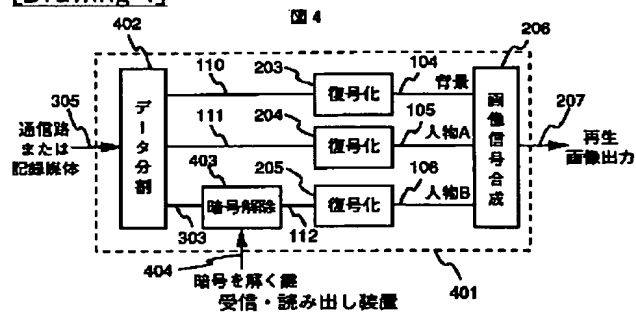 [Drawing 4]
図4
402
206
110
203
復号化
104
背景
305
通信路
または
記録媒体
データ分割
111
204
復号化
105
人物A
画像信号合成
207
再生
画像出力
403
205
暗号解除
復号化
106
人物B
303
112
404
暗号を解く鍵
受信・読み出し装置
401